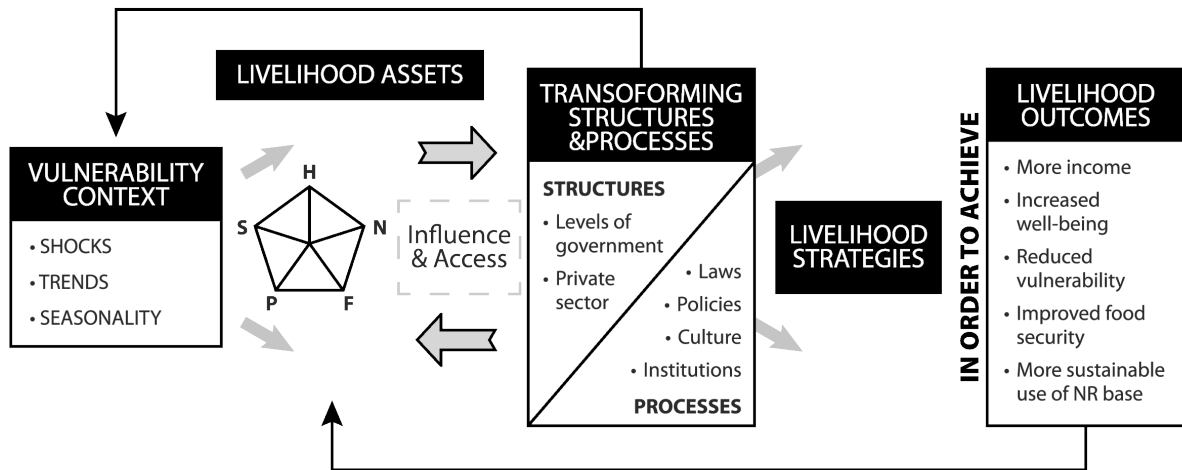 LIVELIHOOD ASSETS
VULNERABILITY
CONTEXT
• SHOCKS
• TRENDS
• SEASONALITY
H
S
N
P
F
Influence
& Access
TRANSOFORMING
STRUCTURES
&PROCESSES
STRUCTURES
• Levels of
government
• Private
sector
• Laws
• Policies
• Culture
• Institutions
PROCESSES
LIVELIHOOD
STRATEGIES
IN ORDER TO ACHIEVE
LIVELIHOOD
OUTCOMES
• More income
• Increased
well-being
• Reduced
vulnerability
• Improved food
security
• More sustainable
use of NR base